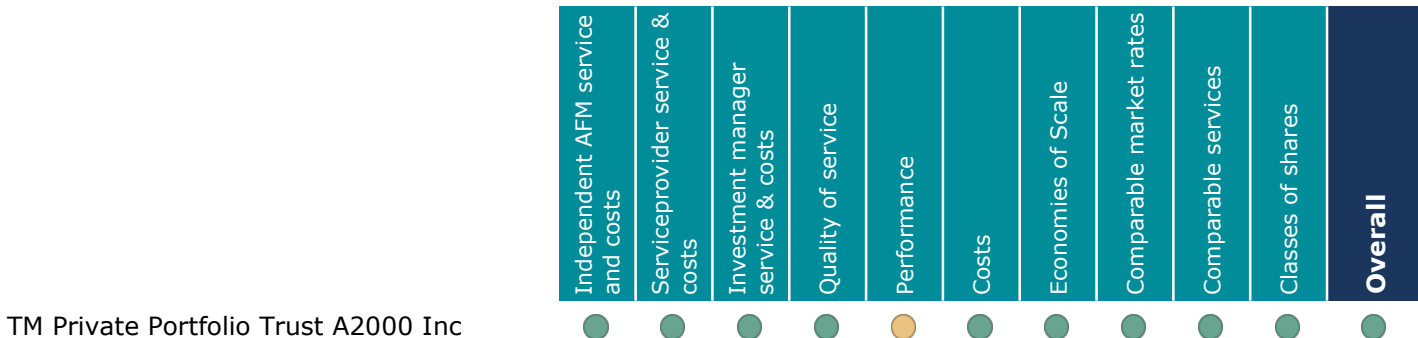 Independent AFM service
and costs
Serviceprovider service &
costs
Investment manager
service & costs
Quality of service
Performance
Costs
Economies of Scale
Comparable market rates
Comparable services
Classes of shares
Overall
TM Private Portfolio Trust A2000 Inc